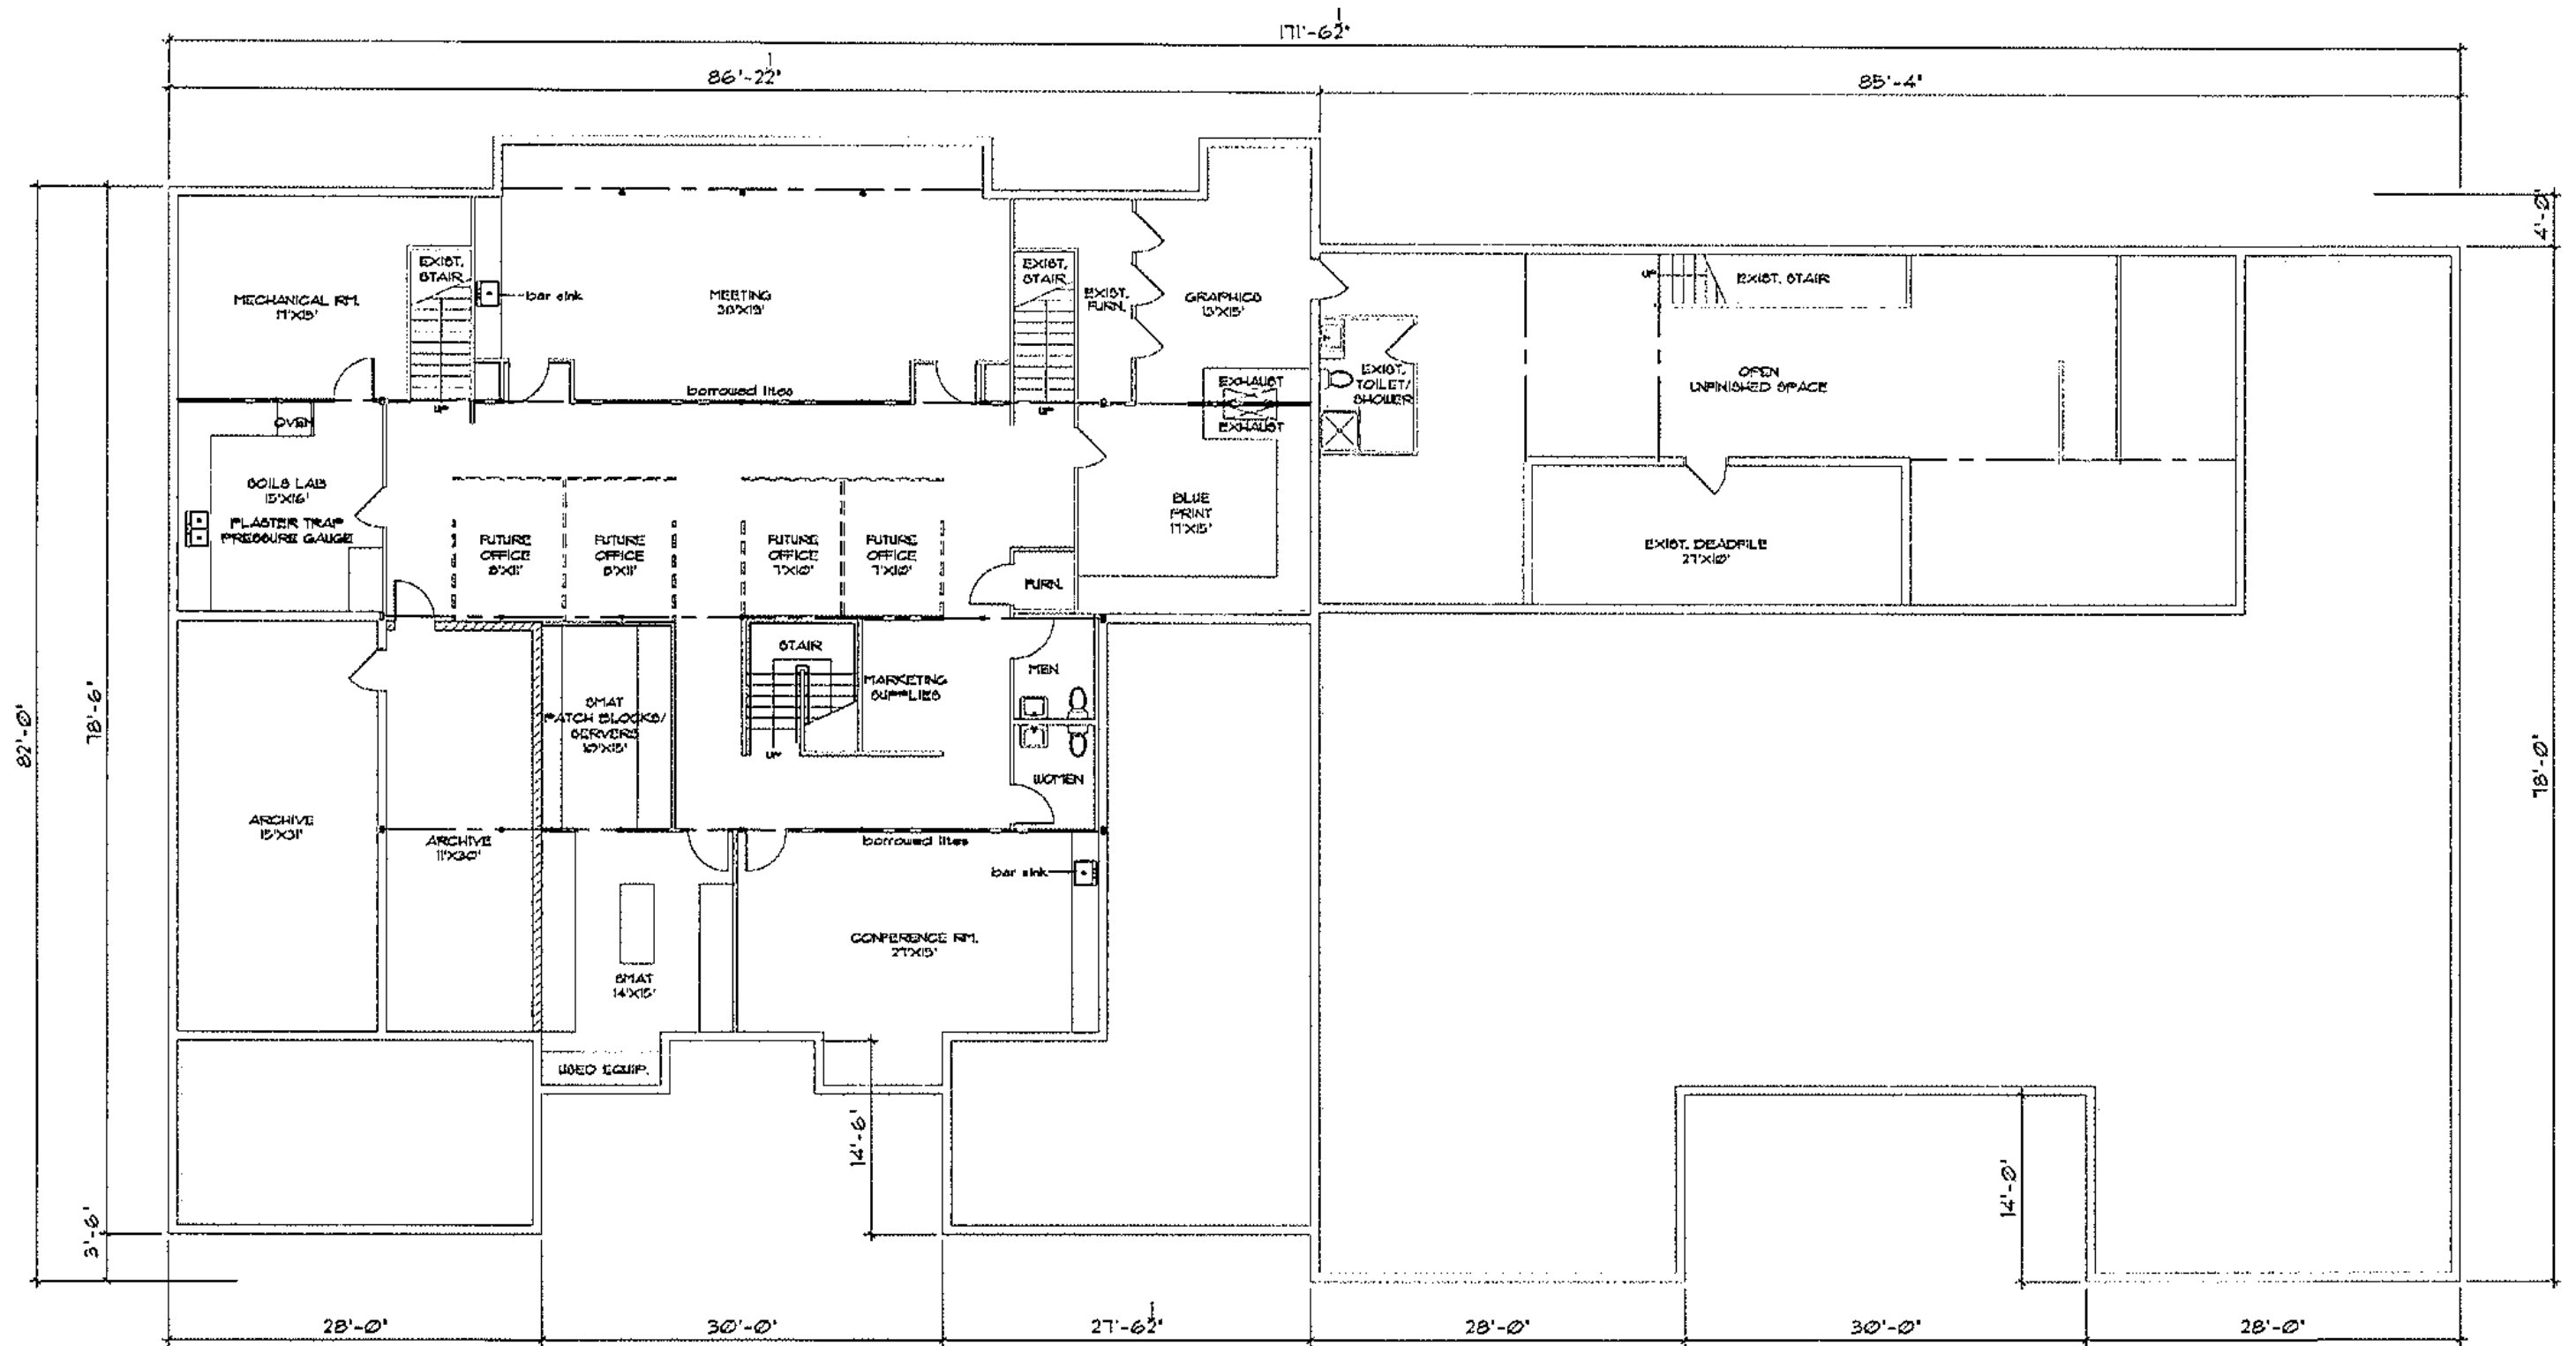 171'-6½"
86'-2½"
85'-4"
4'-0"
82'-0"
78'-6"
3'-6"
78'-0"
MECHANICAL RM.
17'X15'
EXIST.
STAIR
UP
bar sink
MEETING
borrowed lites
EXIST.
STAIR
UP
EXIST.
FURN.
GRAPHICS
13'X15'
EXHAUST
EXHAUST
EXIST.
TOILET/
SHOWER
UP
EXIST. STAIR
OPEN
UNFINISHED SPACE
EXIST. DEADFILE
27'X10'
OVEN
SOILS LAB
15'X16'
PLASTER TRAP
PRESSURE GAUGE
FUTURE
OFFICE
8'X11'
FUTURE
OFFICE
8'X11'
FUTURE
OFFICE
7'X10'
FUTURE
OFFICE
7'X10'
BLUE
PRINT
17'X15'
FURN.
STAIR
UP
MARKETING
SUPPLIES
MEN
WOMEN
SMAT
PATCH BLOCKS/
SERVERS
10'X15'
ARCHIVE
15'X31'
ARCHIVE
11'X30'
borrowed lites
bar sink
CONFERENCE RM.
27'X15'
SMAT
14'X15'
USED EQUIP.
14'-6"
14'-0"
28'-0"
30'-0"
27'-6½"
28'-0"
30'-0"
28'-0"